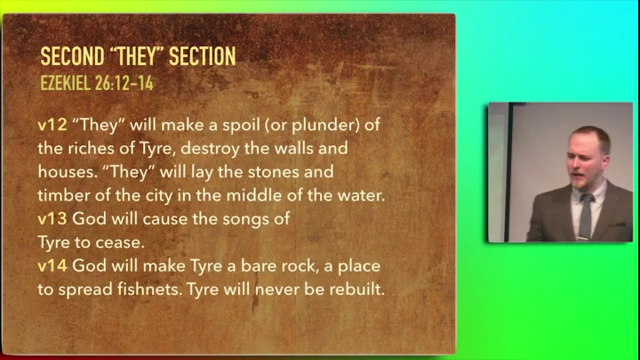 SECOND “THEY” SECTION
EZEKIEL 26:12–14
v12 “They” will make a spoil (or plunder) of
the riches of Tyre, destroy the walls and
houses. “They” will lay the stones and
timber of the city in the middle of the water.
v13 God will cause the songs of
Tyre to cease.
v14 God will make Tyre a bare rock, a place
to spread fishnets. Tyre will never be rebuilt.